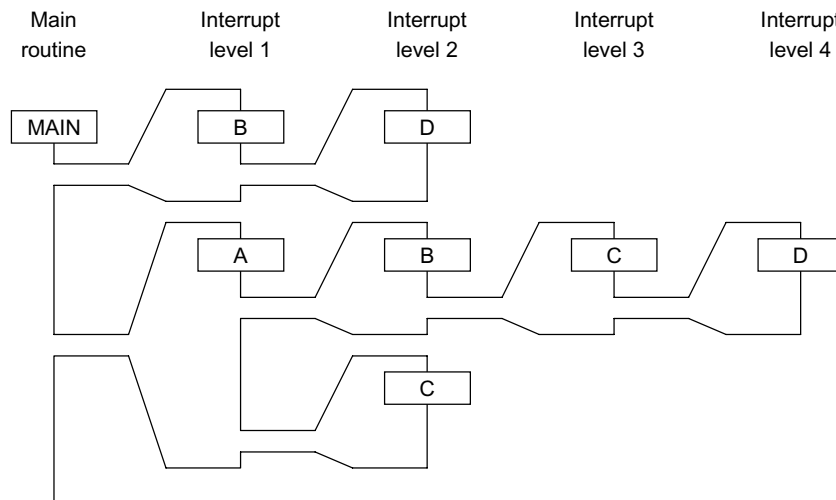 Main routine
Interrupt level 1
Interrupt level 2
Interrupt level 3
Interrupt level 4
MAIN
B
D
A
B
C
D
C